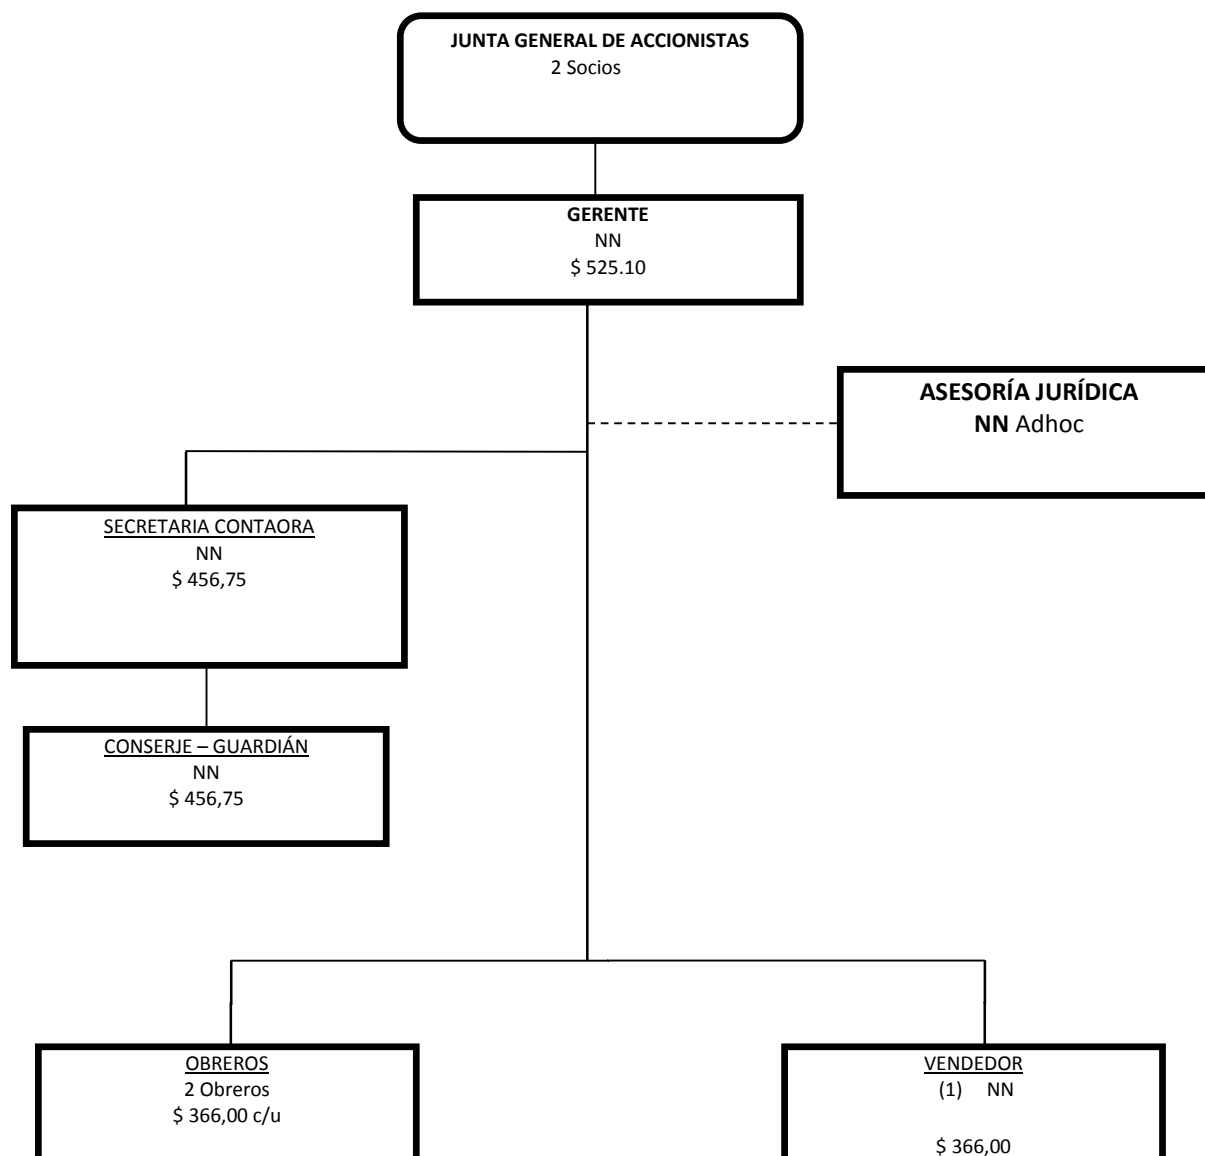 JUNTA GENERAL DE ACCIONISTAS
2 Socios
GERENTE
NN
$ 525.10
ASESORÍA JURÍDICA
NN Adhoc
SECRETARIA CONTAORA
NN
$ 456,75
CONSERJE – GUARDIÁN
NN
$ 456,75
OBREROS
2 Obreros
$ 366,00 c/u
VENDEDOR
(1) NN
$ 366,00